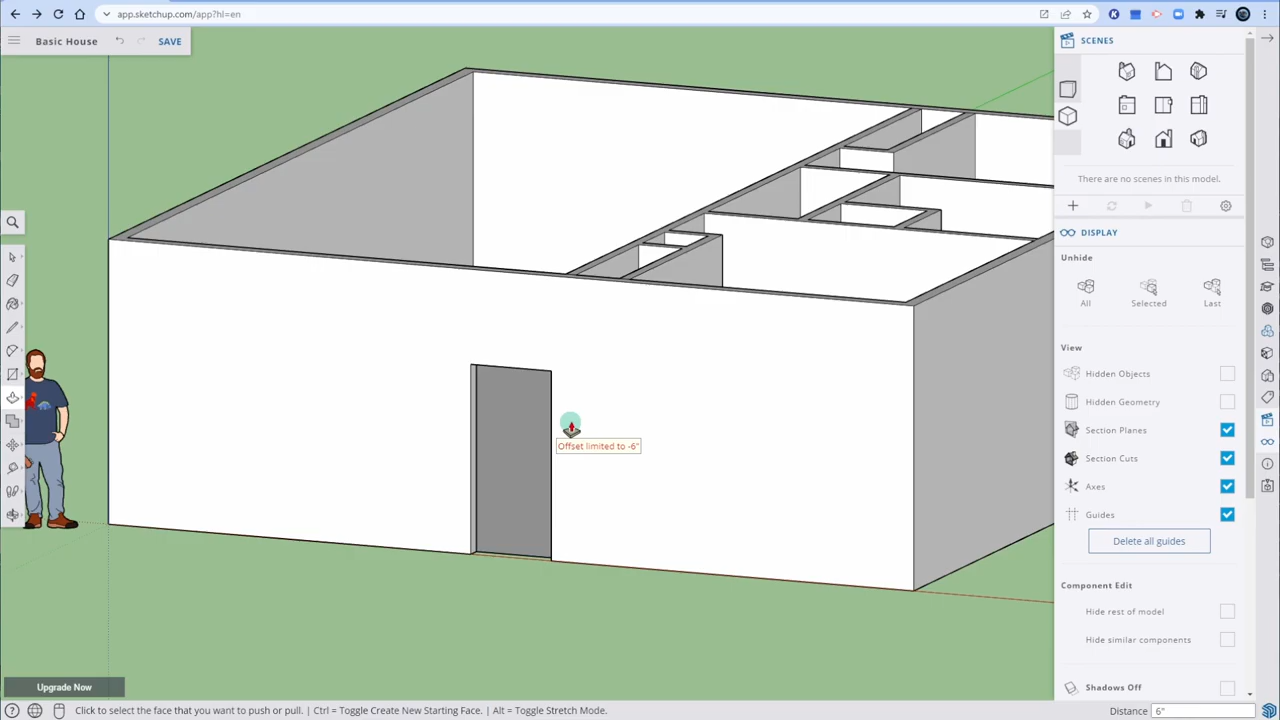 app.sketchup.com/app?hl=en
Basic House
SAVE
SCENES
There are no scenes in this model.
DISPLAY
Unhide
All
Selected
Last
View
Hidden Objects
Hidden Geometry
Section Planes
Section Cuts
Axes
Guides
Delete all guides
Component Edit
Hide rest of model
Hide similar components
Shadows Off
Offset limited to -6"
Upgrade Now
Click to select the face that you want to push or pull. | Ctrl = Toggle Create New Starting Face. | Alt = Toggle Stretch Mode.
Distance 6"